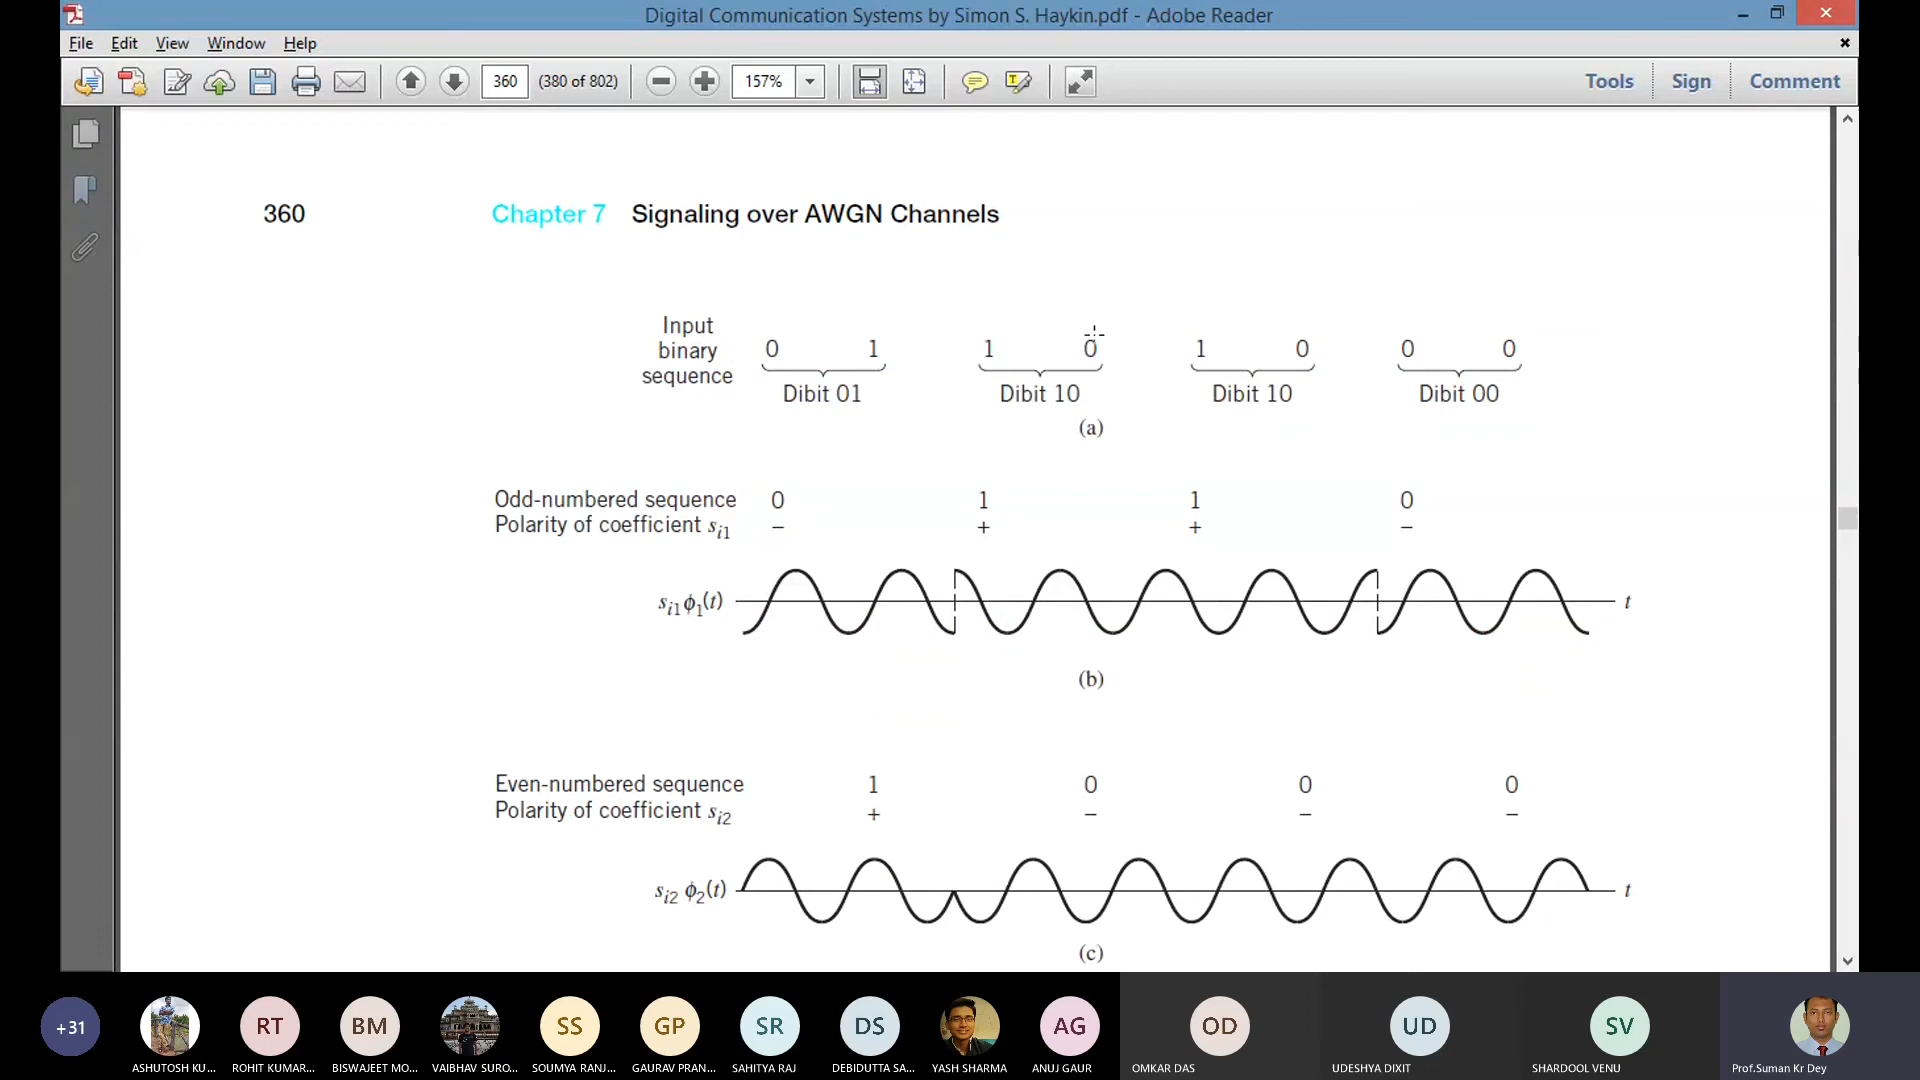 Digital Communication Systems by Simon S. Haykin.pdf - Adobe Reader
File Edit View Window Help
360 (380 of 802) 157% Tools Sign Comment
360 Chapter 7 Signaling over AWGN Channels
Input
binary
sequence
0 1 1 0 1 0 0 0
Dibit 01 Dibit 10 Dibit 10 Dibit 00
(a)
Odd-numbered sequence 0 1 1 0
Polarity of coefficient si1 − + + −
si1ϕ1(t) t
(b)
Even-numbered sequence 1 0 0 0
Polarity of coefficient si2 + − − −
si2 ϕ2(t) t
(c)
+31 RT BM SS GP SR DS AG OD UD SV
ASHUTOSH KU... ROHIT KUMAR... BISWAJEET MO... VAIBHAV SURO... SOUMYA RANJ... GAURAV PRAN... SAHITYA RAJ DEBIDUTTA SA... YASH SHARMA ANUJ GAUR OMKAR DAS UDESHYA DIXIT SHARDOOL VENU Prof.Suman Kr Dey